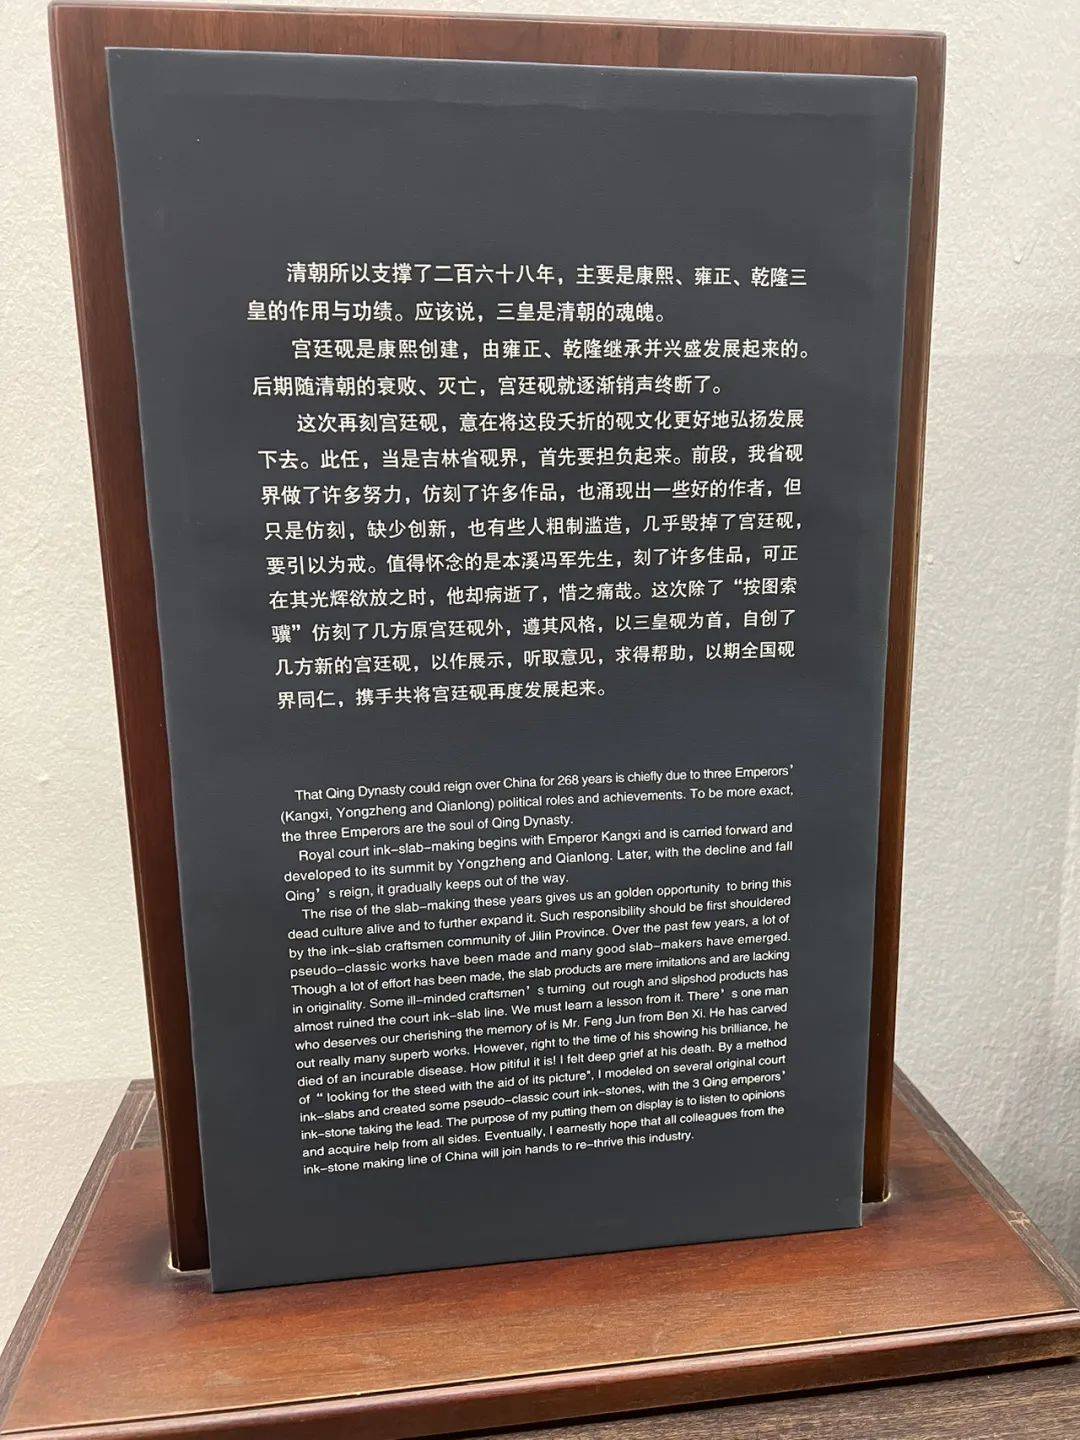 清朝所以支撑了二百六十八年，主要是康熙、雍正、乾隆三
皇的作用与功绩。应该说，三皇是清朝的魂魄。
宫廷砚是康熙创建，由雍正、乾隆继承并兴盛发展起来的。
后期随清朝的衰败、灭亡，宫廷砚就逐渐销声终断了。
这次再刻宫廷砚，意在将这段夭折的砚文化更好地弘扬发展
下去。此任，当是吉林省砚界，首先要担负起来。前段，我省砚
界做了许多努力，仿刻了许多作品，也涌现出一些好的作者，但
只是仿刻，缺少创新，也有些人粗制滥造，几乎毁掉了宫廷砚，
要引以为戒。值得怀念的是本溪冯军先生，刻了许多佳品，可正
在其光辉欲放之时，他却病逝了，惜之痛哉。这次除了“按图索
骥”仿刻了几方原宫廷砚外，遵其风格，以三皇砚为首，自创了
几方新的宫廷砚，以作展示，听取意见，求得帮助，以期全国砚
界同仁，携手共将宫廷砚再度发展起来。
That Qing Dynasty could reign over China for 268 years is chiefly due to three Emperors’
(Kangxi, Yongzheng and Qianlong) political roles and achievements. To be more exact,
the three Emperors are the soul of Qing Dynasty.
Royal court ink-slab-making begins with Emperor Kangxi and is carried forward and
developed to its summit by Yongzheng and Qianlong. Later, with the decline and fall
Qing’s reign, it gradually keeps out of the way.
The rise of the slab-making these years gives us an golden opportunity to bring this
dead culture alive and to further expand it. Such responsibility should be first shouldered
by the ink-slab craftsmen community of Jilin Province. Over the past few years, a lot of
pseudo-classic works have been made and many good slab-makers have emerged.
Though a lot of effort has been made, the slab products are mere imitations and are lacking
in originality. Some ill-minded craftsmen’s turning out rough and slipshod products has
almost ruined the court ink-slab line. We must learn a lesson from it. There’s one man
who deserves our cherishing the memory of is Mr. Feng Jun from Ben Xi. He has carved
out really many superb works. However, right to the time of his showing his brilliance, he
died of an incurable disease. How pitiful it is! I felt deep grief at his death. By a method
of “ looking for the steed with the aid of its picture", I modeled on several original court
ink-slabs and created some pseudo-classic court ink-stones, with the 3 Qing emperors’
ink-stone taking the lead. The purpose of my putting them on display is to listen to opinions
and acquire help from all sides. Eventually, I earnestly hope that all colleagues from the
ink-stone making line of China will join hands to re-thrive this industry.